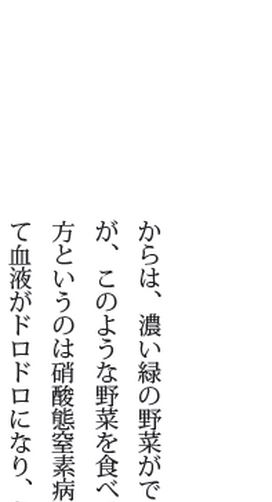 からは、濃い緑の野菜がで
が、このような野菜を食べ
方というのは硝酸態窒素病
て血液がドロドロになり、